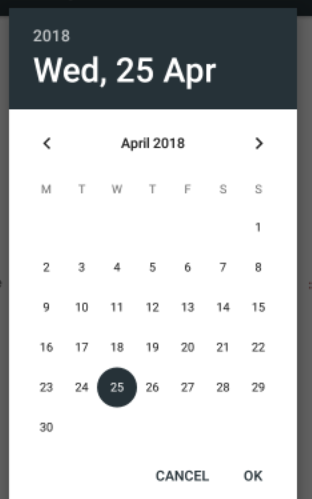 2018
Wed, 25 Apr
April 2018
M T W T F S S
1
2 3 4 5 6 7 8
9 10 11 12 13 14 15
16 17 18 19 20 21 22
23 24 25 26 27 28 29
30
CANCEL OK